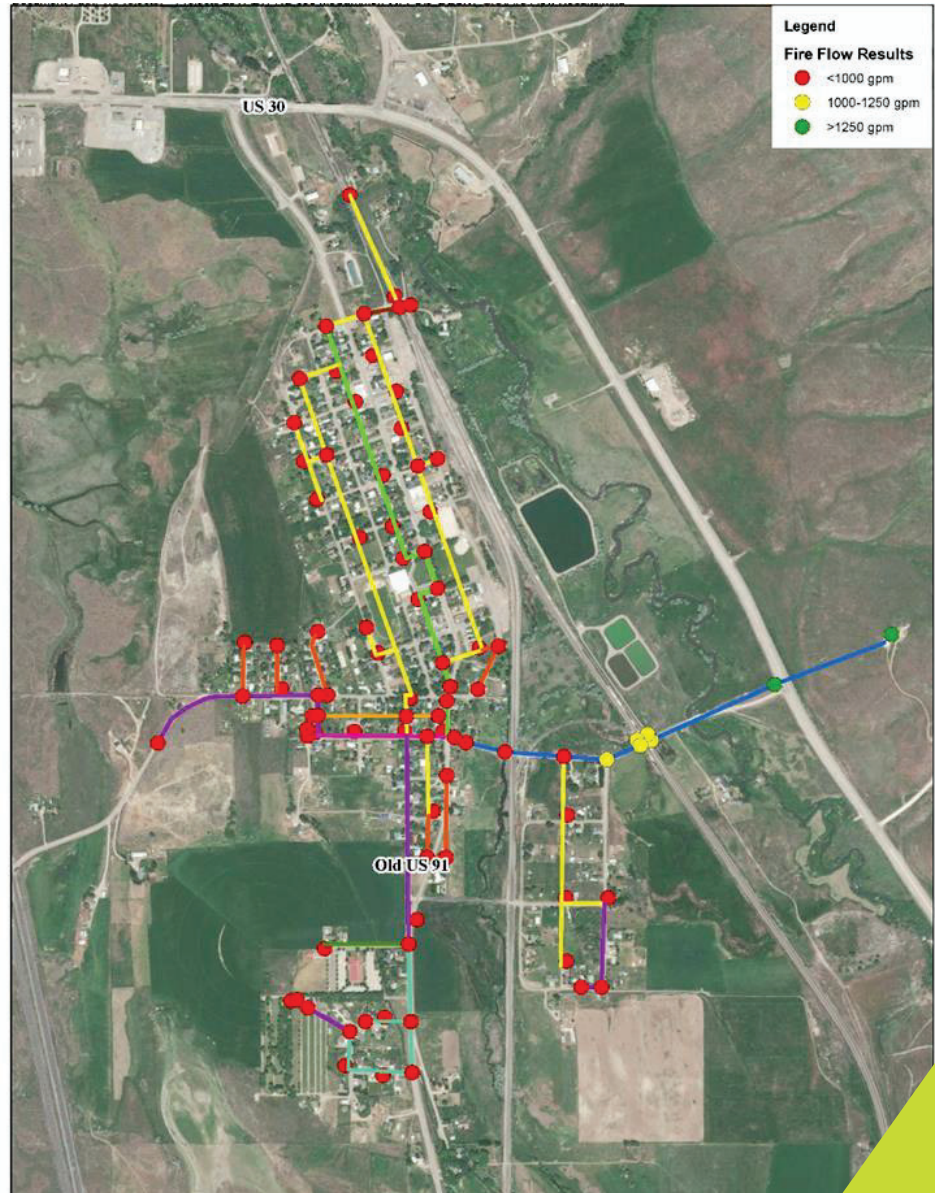 Legend
Fire Flow Results
<1000 gpm
1000-1250 gpm
>1250 gpm
US 30
Old US 91